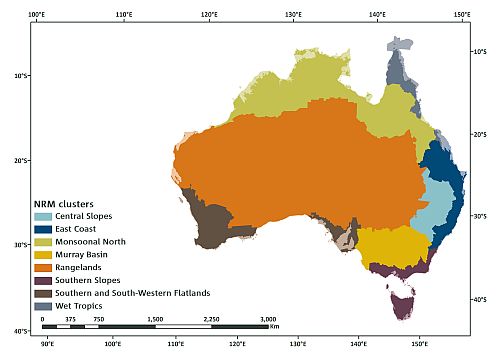 100°E 110°E 120°E 130°E 140°E 150°E
10°S 10°S
20°S 20°S
30°S 30°S
40°S 40°S
NRM clusters
Central Slopes
East Coast
Monsoonal North
Murray Basin
Rangelands
Southern Slopes
Southern and South-Western Flatlands
Wet Tropics
0 375 750 1,500 2,250 3,000
Km
90°E 100°E 110°E 120°E 130°E 140°E 150°E